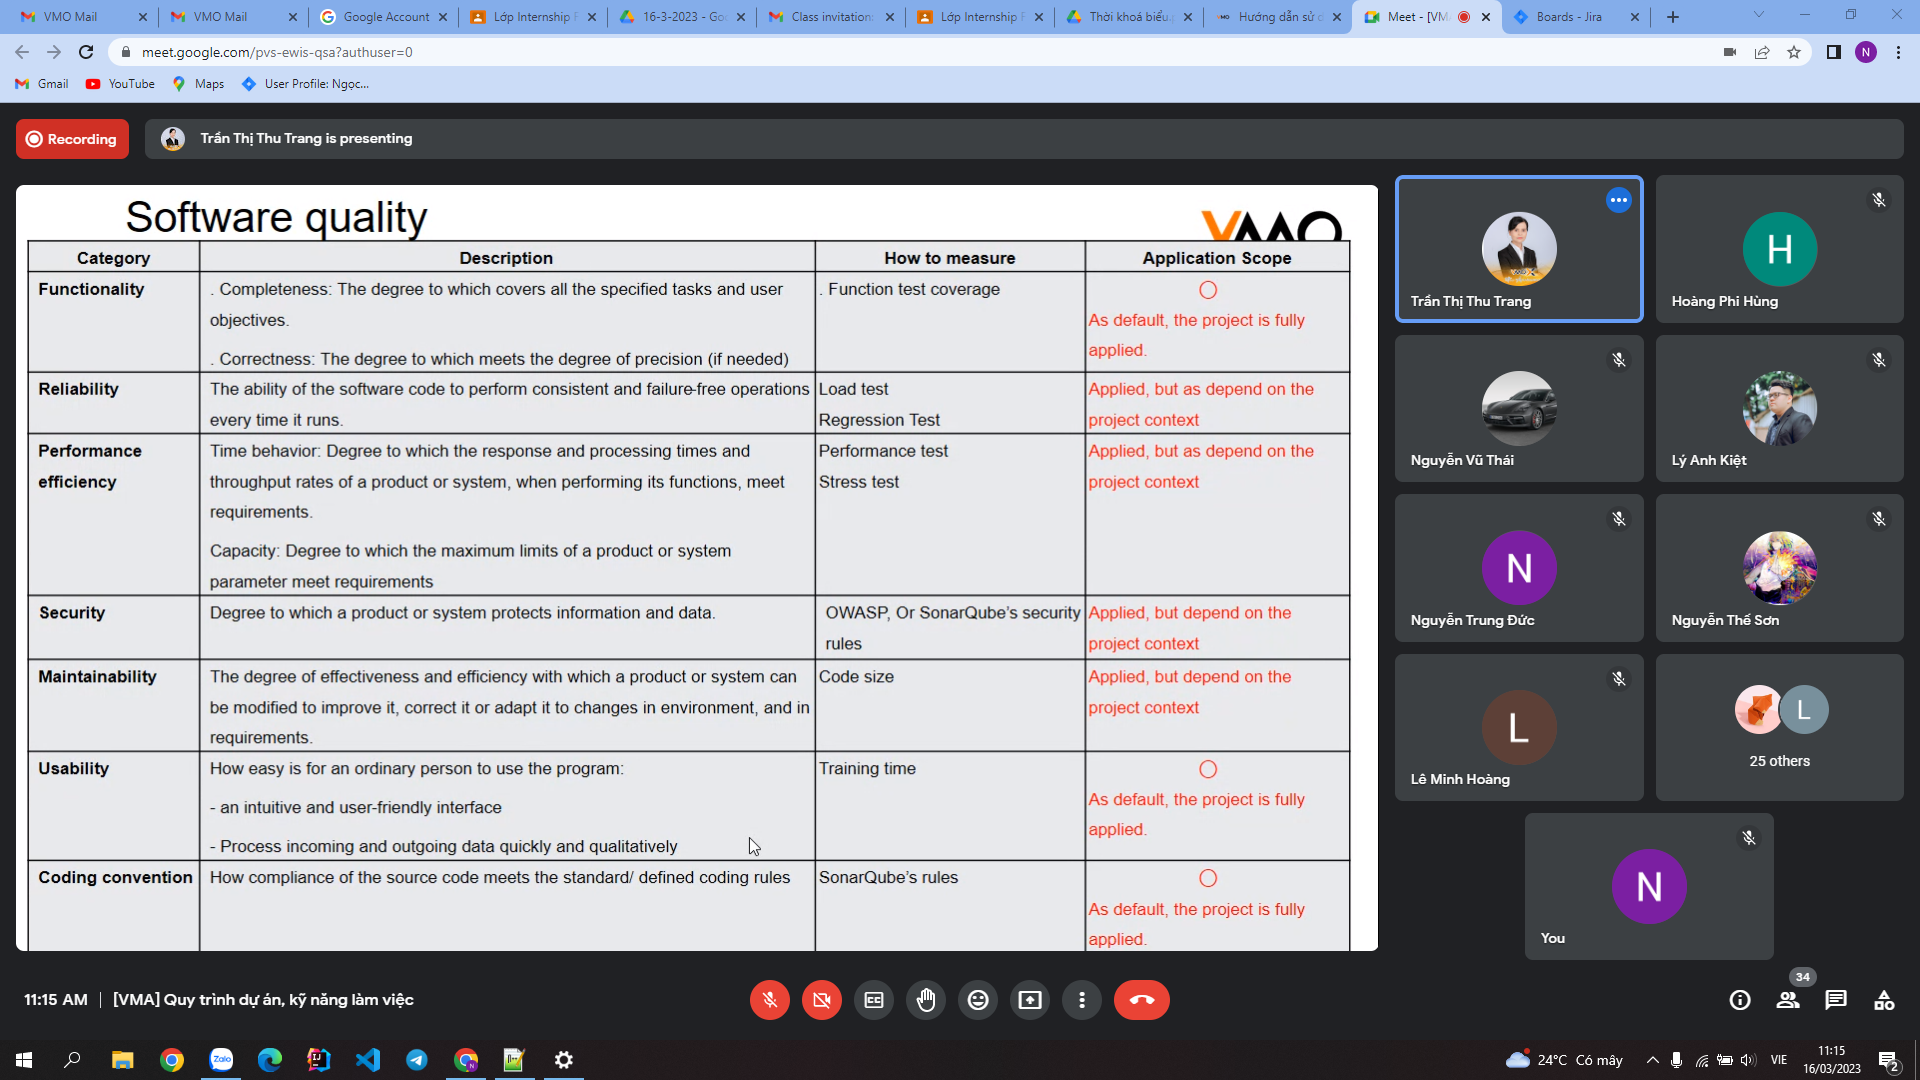 VMO Mail
VMO Mail
Google Account
Lớp Internship F
16-3-2023 - Goo
Class invitation:
Lớp Internship F
Thời khoá biểu.
Hướng dẫn sử d
Meet - [VM
Boards - Jira
meet.google.com/pvs-ewis-qsa?authuser=0
N
Gmail
YouTube
Maps
User Profile: Ngọc...
Recording
Trần Thị Thu Trang is presenting
Software quality
VMO
Category
Description
How to measure
Application Scope
Functionality
. Completeness: The degree to which covers all the specified tasks and user
objectives.
. Correctness: The degree to which meets the degree of precision (if needed)
. Function test coverage
As default, the project is fully
applied.
Reliability
The ability of the software code to perform consistent and failure-free operations
every time it runs.
Load test
Regression Test
Applied, but as depend on the
project context
Performance
efficiency
Time behavior: Degree to which the response and processing times and
throughput rates of a product or system, when performing its functions, meet
requirements.
Capacity: Degree to which the maximum limits of a product or system
parameter meet requirements
Performance test
Stress test
Applied, but as depend on the
project context
Security
Degree to which a product or system protects information and data.
OWASP, Or SonarQube's security
rules
Applied, but depend on the
project context
Maintainability
The degree of effectiveness and efficiency with which a product or system can
be modified to improve it, correct it or adapt it to changes in environment, and in
requirements.
Code size
Applied, but depend on the
project context
Usability
How easy is for an ordinary person to use the program:
- an intuitive and user-friendly interface
- Process incoming and outgoing data quickly and qualitatively
Training time
As default, the project is fully
applied.
Coding convention
How compliance of the source code meets the standard/ defined coding rules
SonarQube's rules
As default, the project is fully
applied.
Trần Thị Thu Trang
H
Hoàng Phi Hùng
Nguyễn Vũ Thái
Lý Anh Kiệt
N
Nguyễn Trung Đức
Nguyễn Thế Sơn
L
Lê Minh Hoàng
L
25 others
N
You
11:15 AM | [VMA] Quy trình dự án, kỹ năng làm việc
34
Zalo
24°C Có mây
VIE
11:15
16/03/2023
2